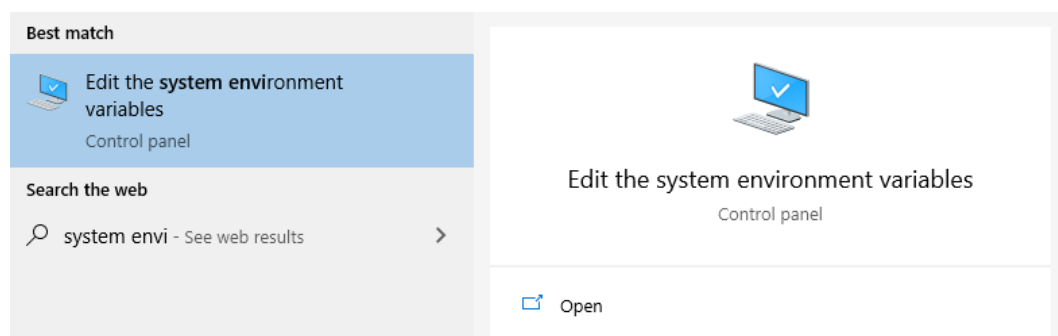 Best match
Edit the system environment
variables
Control panel
Search the web
system envi - See web results
Edit the system environment variables
Control panel
Open